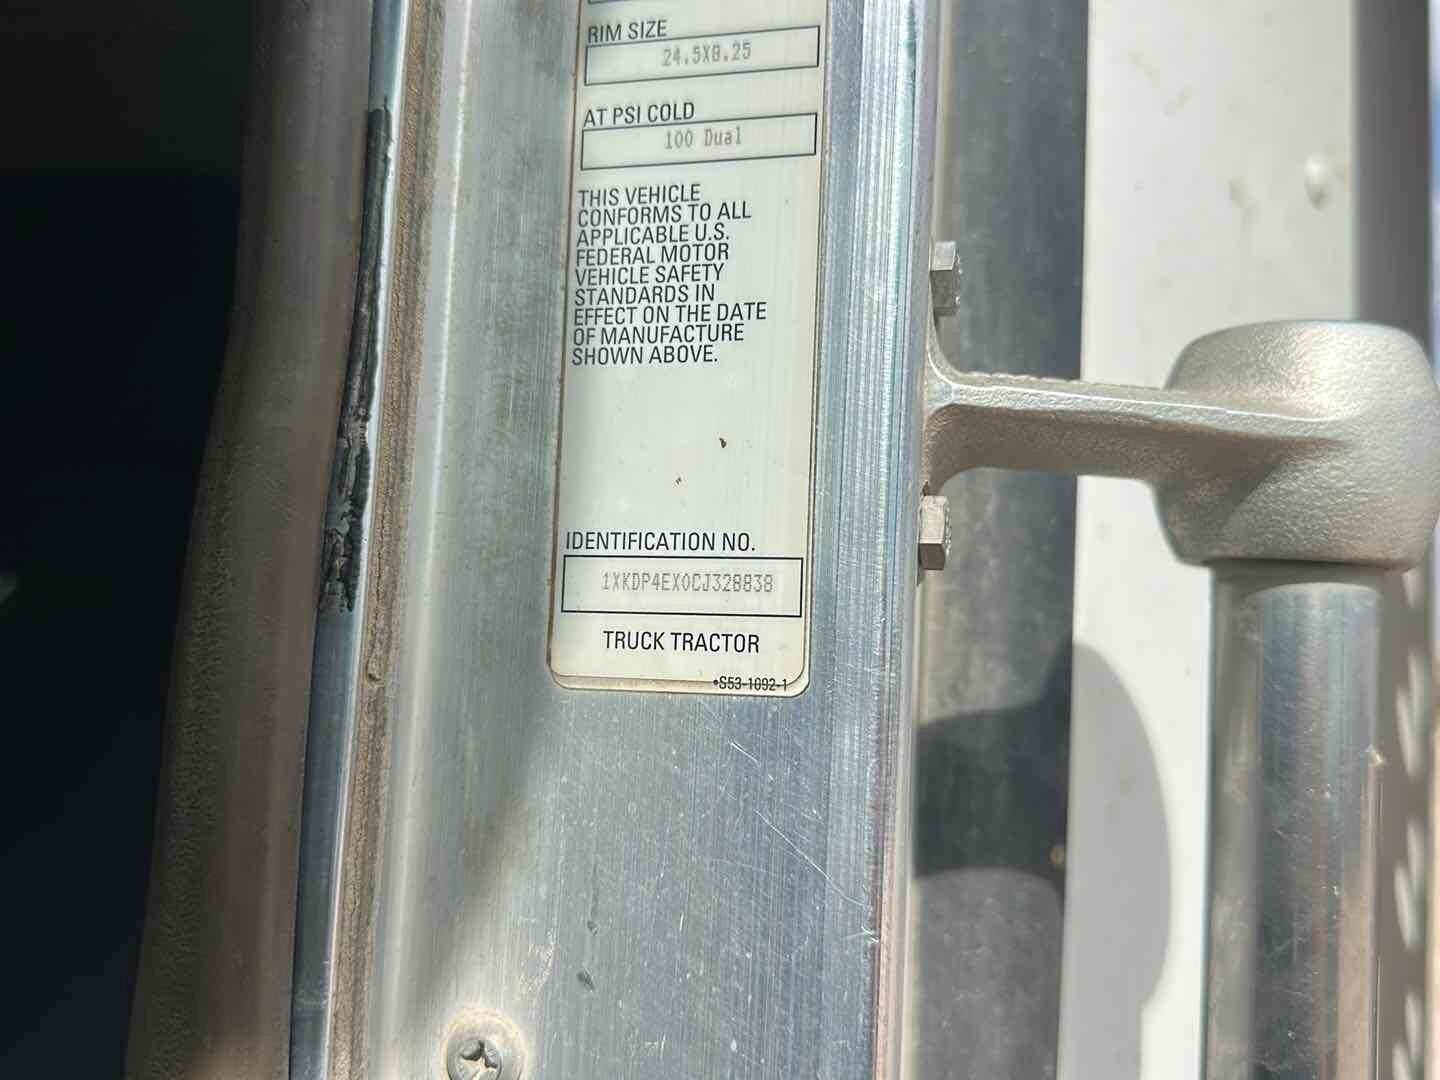 RIM SIZE
24.5X8.25
AT PSI COLD
100 Dual
THIS VEHICLE
CONFORMS TO ALL
APPLICABLE U.S.
FEDERAL MOTOR
VEHICLE SAFETY
STANDARDS IN
EFFECT ON THE DATE
OF MANUFACTURE
SHOWN ABOVE.
IDENTIFICATION NO.
1XKDP4EX0CJ328838
TRUCK TRACTOR
•S53-1092-1